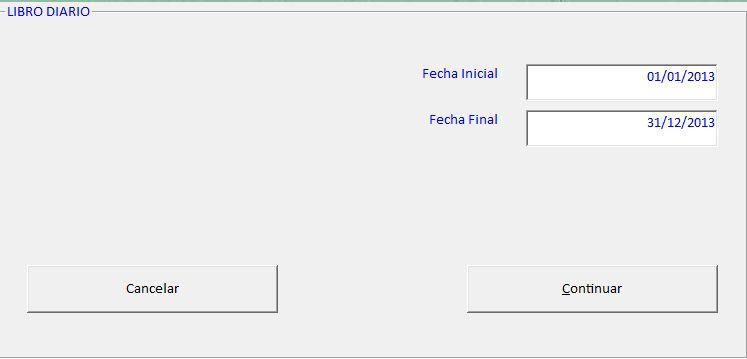 LIBRO DIARIO
Fecha Inicial 01/01/2013
Fecha Final 31/12/2013
Cancelar Continuar